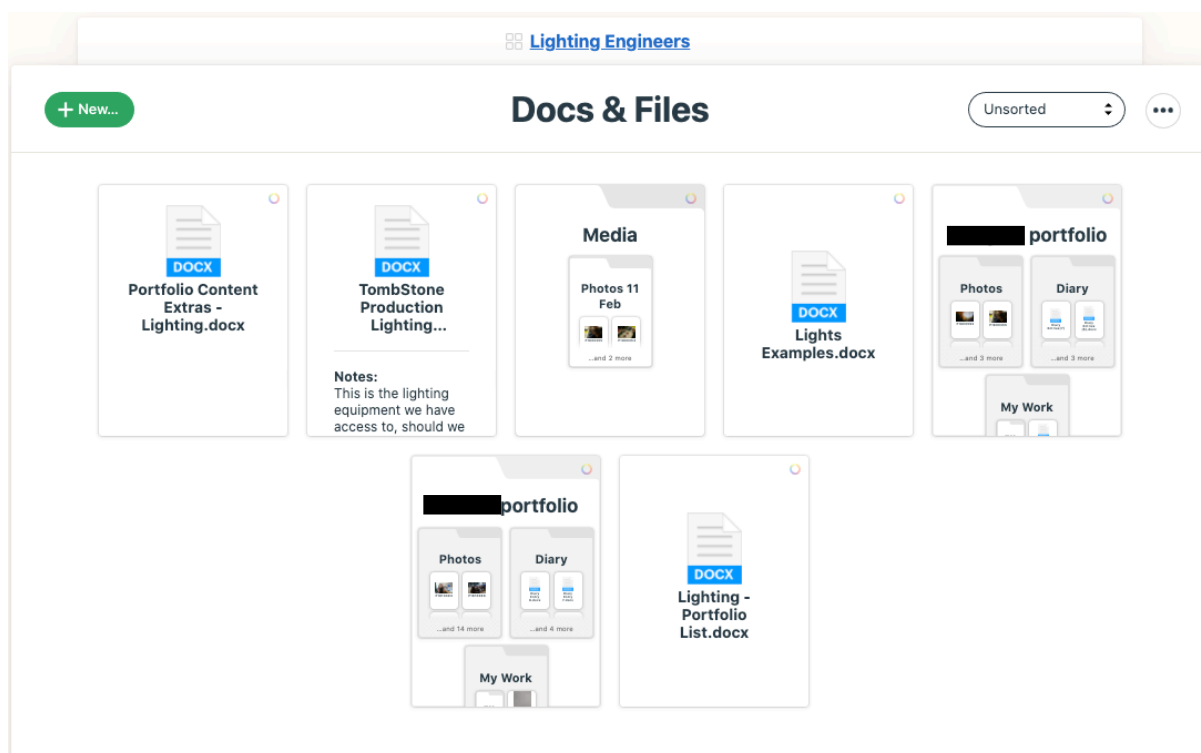 Lighting Engineers
+ New...
Docs & Files
Unsorted
DOCX
Portfolio Content
Extras -
Lighting.docx
DOCX
TombStone
Production
Lighting...
Notes:
This is the lighting
equipment we have
access to, should we
Media
Photos 11
Feb
...and 2 more
DOCX
Lights
Examples.docx
portfolio
Photos
...and 3 more
Diary
...and 3 more
My Work
portfolio
Photos
...and 14 more
Diary
...and 4 more
My Work
DOCX
Lighting -
Portfolio
List.docx